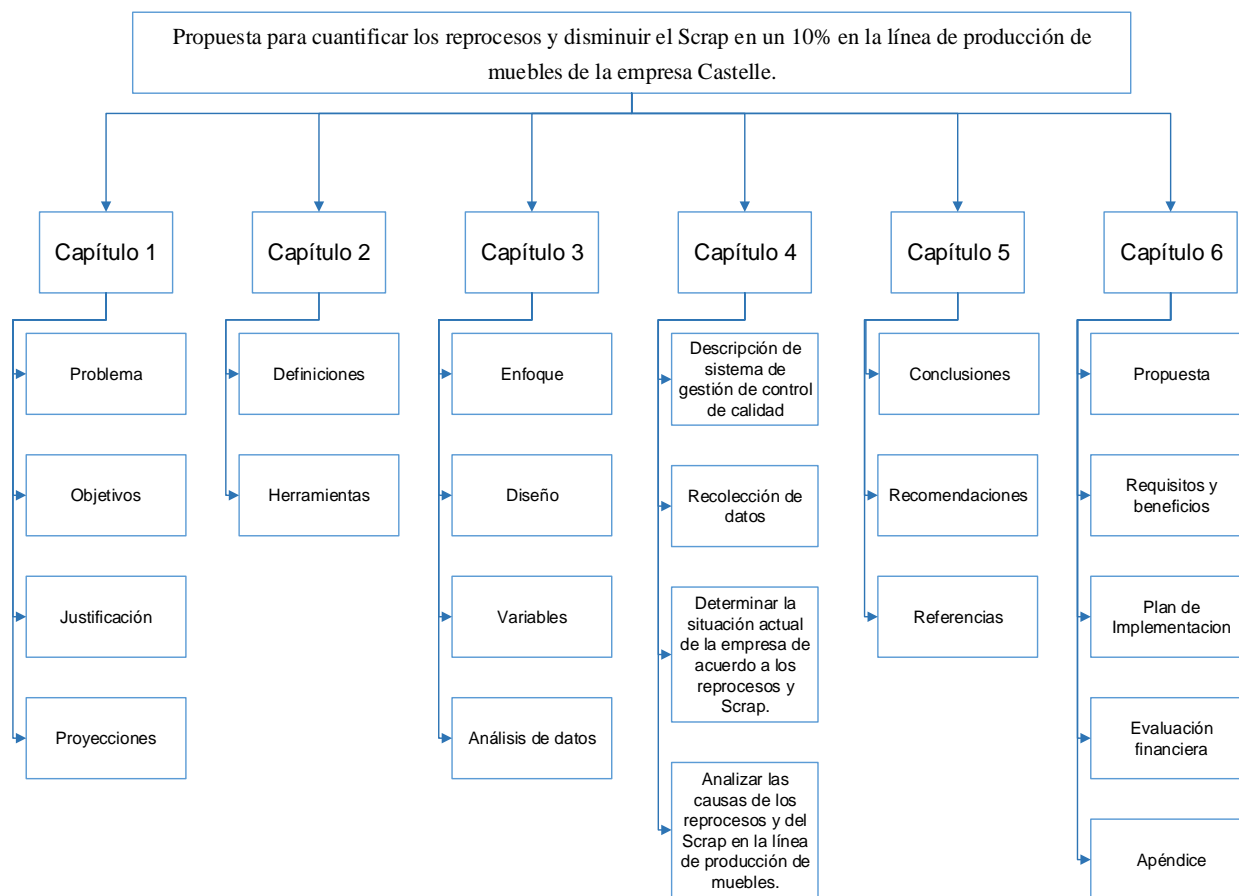 Propuesta para cuantificar los reprocesos y disminuir el Scrap en un 10% en la línea de producción de
muebles de la empresa Castelle.
Capítulo 1
Problema
Objetivos
Justificación
Proyecciones
Capítulo 2
Definiciones
Herramientas
Capítulo 3
Enfoque
Diseño
Variables
Análisis de datos
Capítulo 4
Descripción de
sistema de
gestión de control
de calidad
Recolección de
datos
Determinar la
situación actual
de la empresa de
acuerdo a los
reprocesos y
Scrap.
Analizar las
causas de los
reprocesos y del
Scrap en la línea
de producción de
muebles.
Capítulo 5
Conclusiones
Recomendaciones
Referencias
Capítulo 6
Propuesta
Requisitos y
beneficios
Plan de
Implementacion
Evaluación
financiera
Apéndice